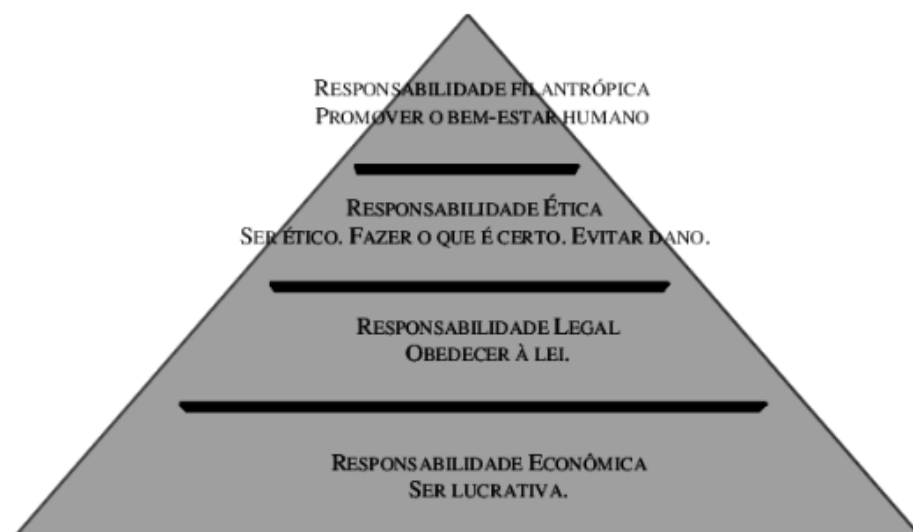 RESPONSABILIDADE FILANTRÓPICA
PROMOVER O BEM-ESTAR HUMANO
RESPONSABILIDADE ÉTICA
SER ÉTICO. FAZER O QUE É CERTO. EVITAR DANO.
RESPONSABILIDADE LEGAL
OBEDECER À LEI.
RESPONSABILIDADE ECONÔMICA
SER LUCRATIVA.